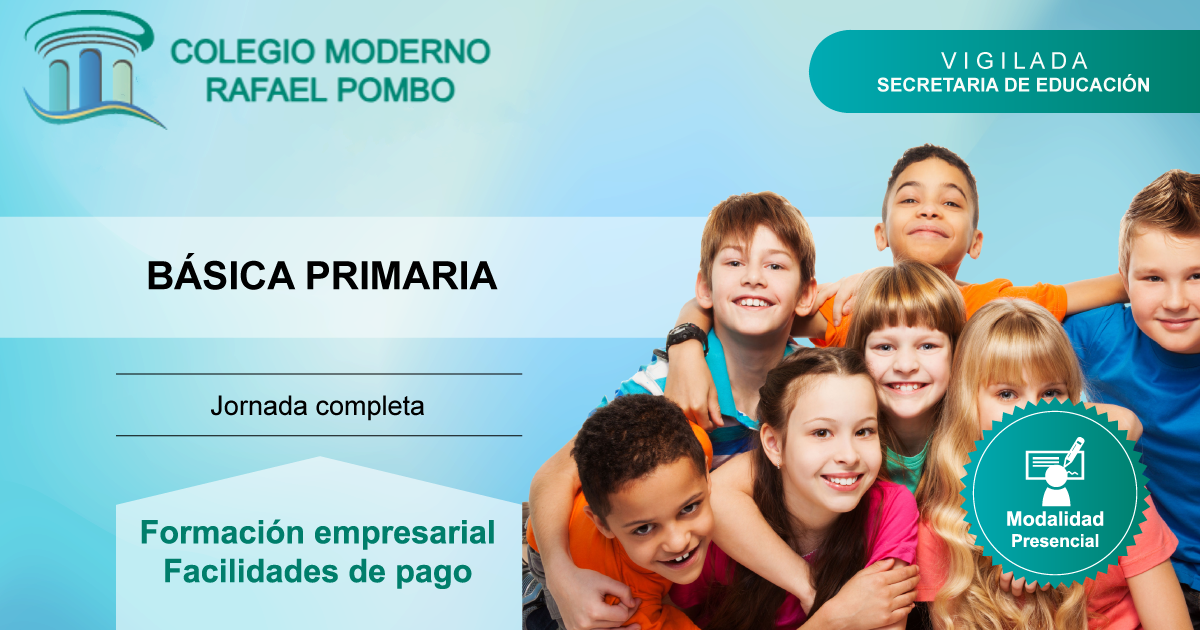 COLEGIO MODERNO
RAFAEL POMBO
VIGILADA
SECRETARIA DE EDUCACIÓN
BÁSICA PRIMARIA
Jornada completa
Formación empresarial
Facilidades de pago
Modalidad
Presencial